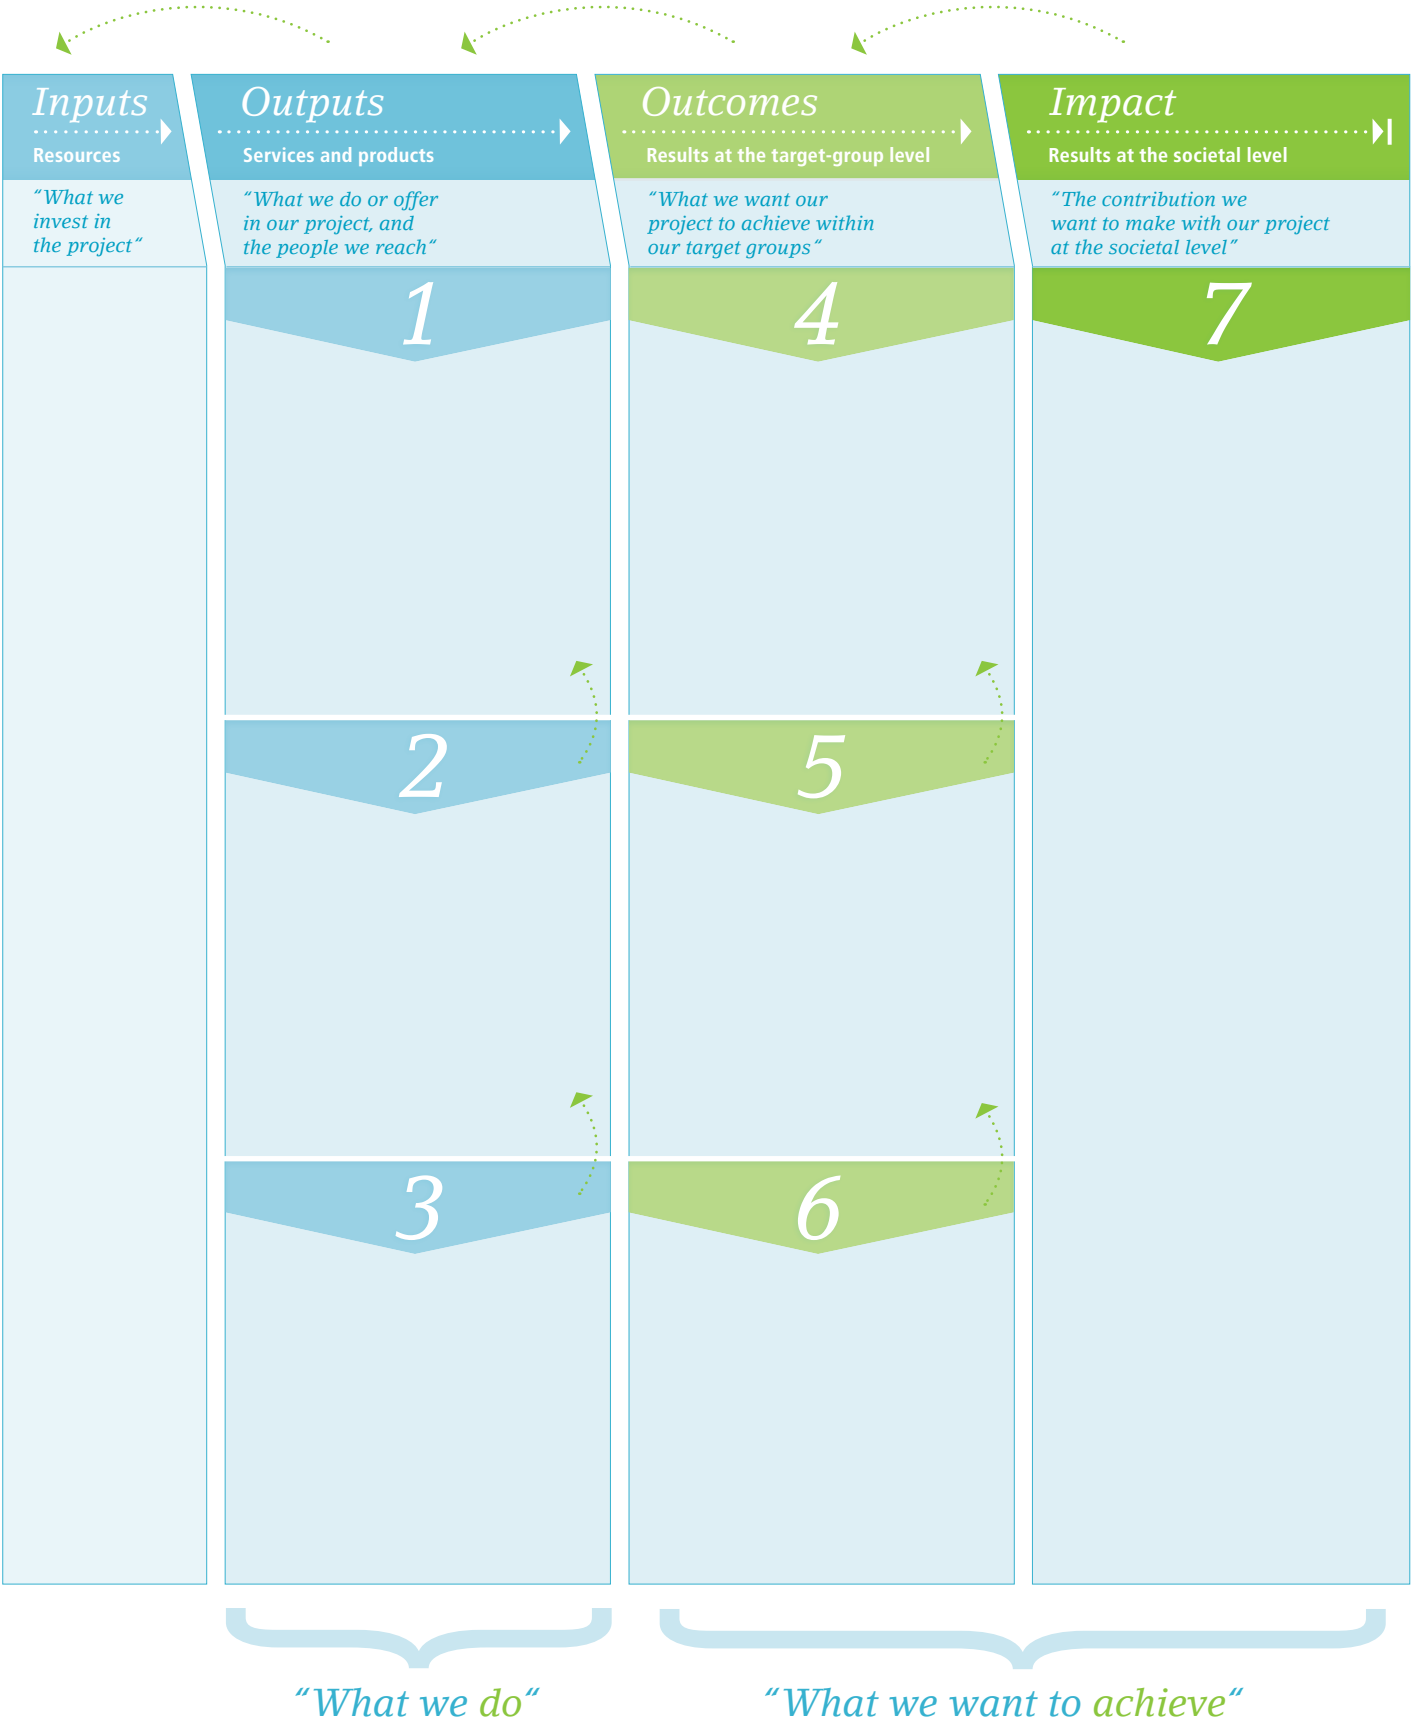 Inputs
Resources
“What we
invest in
the project“
Outputs
Services and products
“What we do or offer
in our project, and
the people we reach“
Outcomes
Results at the target-group level
“What we want our
project to achieve within
our target groups“
Impact
Results at the societal level
“The contribution we
want to make with our project
at the societal level”
1
2
3
4
5
6
7
“What we do“
“What we want to achieve“